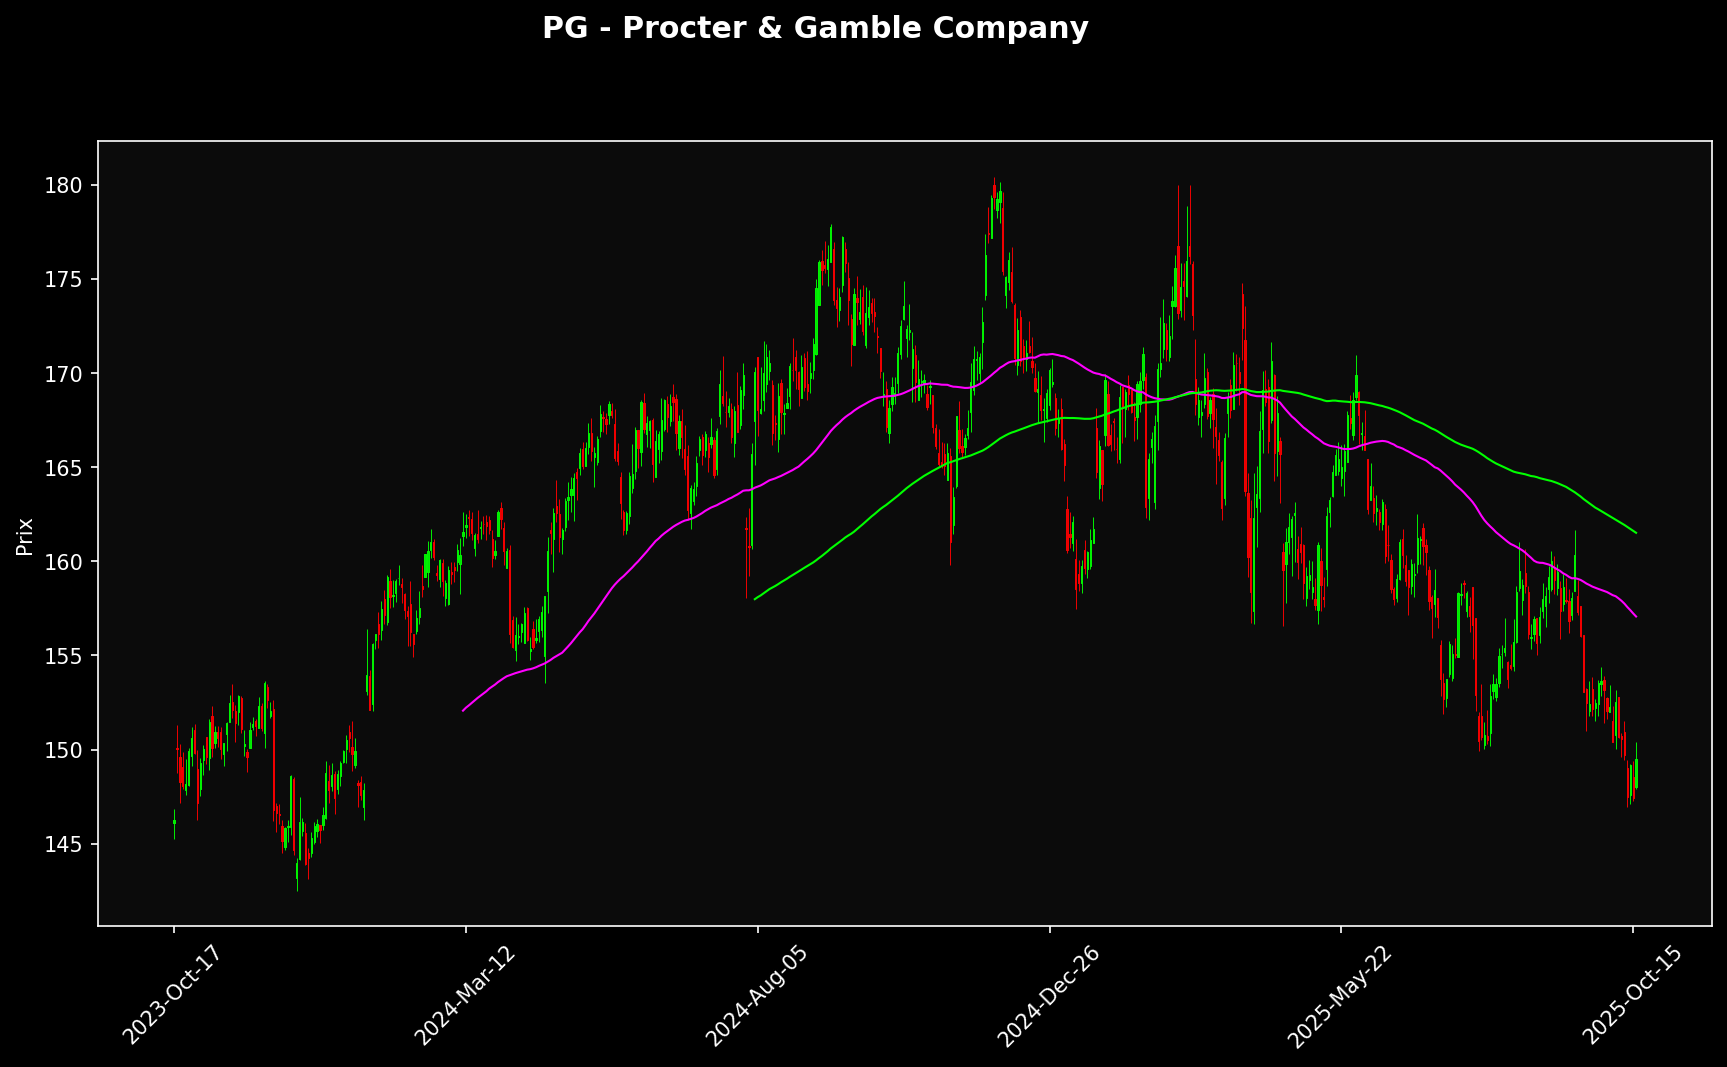 PG - Procter & Gamble Company
Prix
180
175
170
165
160
155
150
145
2023-Oct-17
2024-Mar-12
2024-Aug-05
2024-Dec-26
2025-May-22
2025-Oct-15